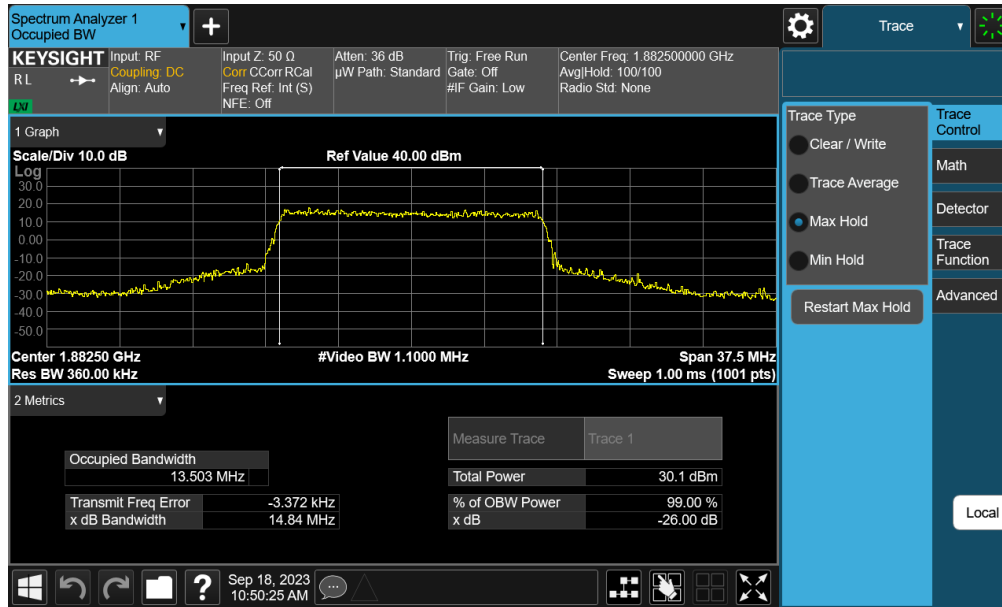 Spectrum Analyzer 1
Occupied BW
+
Trace
KEYSIGHT
R L
LXI
Input: RF
Coupling: DC
Align: Auto
Input Z: 50 Ω
Corr CCorr RCal
Freq Ref: Int (S)
NFE: Off
Atten: 36 dB
µW Path: Standard
Trig: Free Run
Gate: Off
#IF Gain: Low
Center Freq: 1.882500000 GHz
Avg|Hold: 100/100
Radio Std: None
1 Graph
Scale/Div 10.0 dB
Ref Value 40.00 dBm
Log
30.0
20.0
10.0
0.00
-10.0
-20.0
-30.0
-40.0
-50.0
Center 1.88250 GHz
#Video BW 1.1000 MHz
Span 37.5 MHz
Res BW 360.00 kHz
Sweep 1.00 ms (1001 pts)
Trace Type
Clear / Write
Trace Average
Max Hold
Min Hold
Restart Max Hold
Trace
Control
Math
Detector
Trace
Function
Advanced
Local
2 Metrics
Measure Trace
Trace 1
Occupied Bandwidth
13.503 MHz
Total Power
30.1 dBm
Transmit Freq Error
-3.372 kHz
% of OBW Power
99.00 %
x dB Bandwidth
14.84 MHz
x dB
-26.00 dB
?
Sep 18, 2023
10:50:25 AM